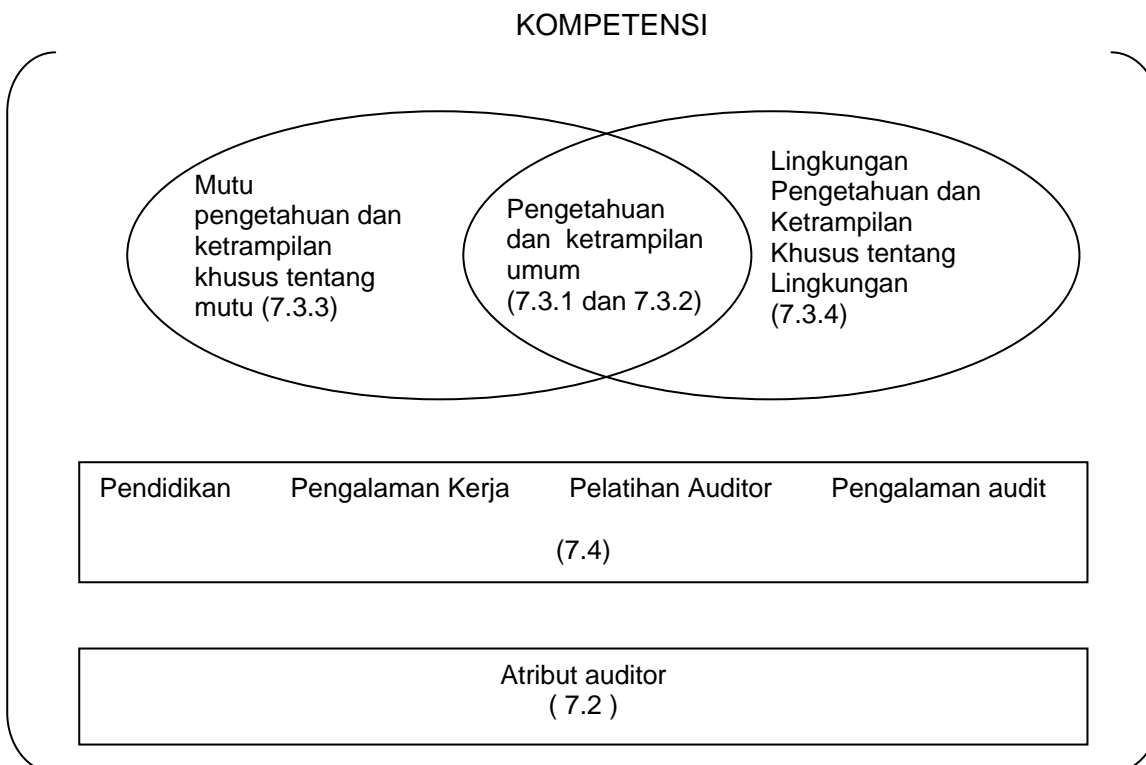 KOMPETENSI
Mutu
pengetahuan dan
ketrampilan
khusus tentang
mutu (7.3.3)
Pengetahuan
dan ketrampilan
umum
(7.3.1 dan 7.3.2)
Lingkungan
Pengetahuan dan
Ketrampilan
Khusus tentang
Lingkungan
(7.3.4)
Pendidikan Pengalaman Kerja Pelatihan Auditor Pengalaman audit
(7.4)
Atribut auditor
( 7.2 )